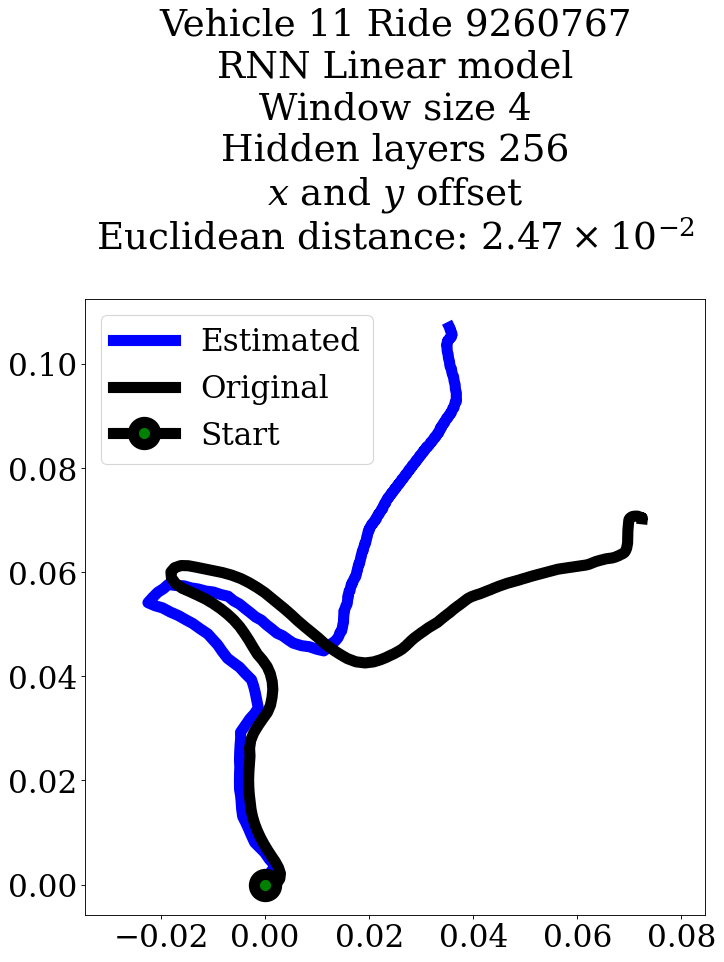 Vehicle 11 Ride 9260767
RNN Linear model
Window size 4
Hidden layers 256
x and y offset
Euclidean distance: 2.47 × 10⁻²
Estimated
Original
Start
0.10
0.08
0.06
0.04
0.02
0.00
−0.02 0.00 0.02 0.04 0.06 0.08